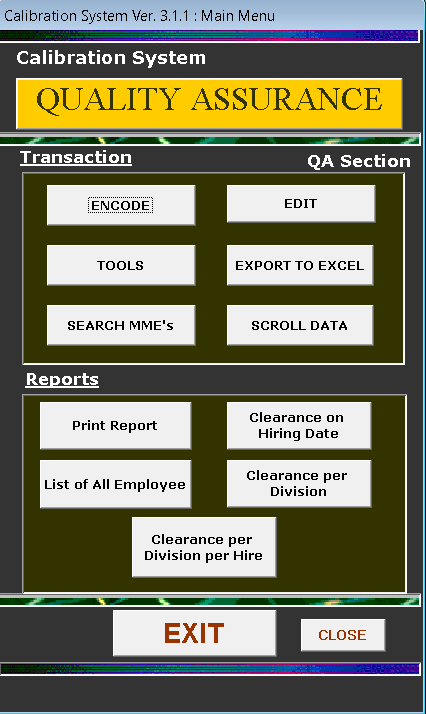 Calibration System Ver. 3.1.1 : Main Menu
Calibration System
QUALITY ASSURANCE
Transaction
QA Section
ENCODE
EDIT
TOOLS
EXPORT TO EXCEL
SEARCH MME's
SCROLL DATA
Reports
Print Report
Clearance on
Hiring Date
List of All Employee
Clearance per
Division
Clearance per
Division per Hire
EXIT
CLOSE